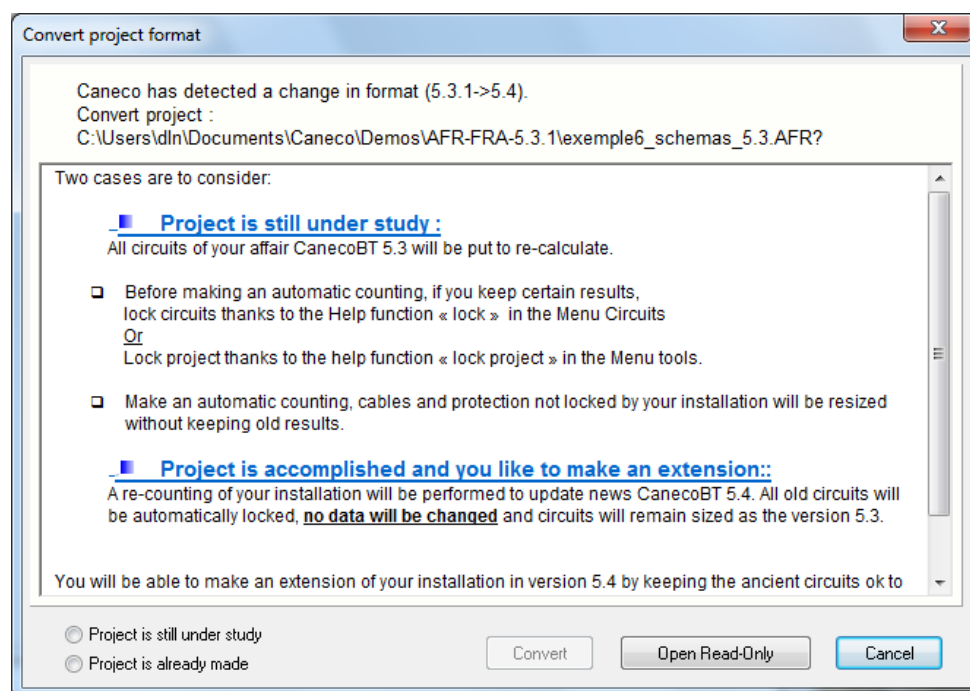 Convert project format
Caneco has detected a change in format (5.3.1->5.4).
Convert project :
C:\Users\dln\Documents\Caneco\Demos\AFR-FRA-5.3.1\exemple6_schemas_5.3.AFR?
Two cases are to consider:
Project is still under study :
All circuits of your affair CanecoBT 5.3 will be put to re-calculate.
Before making an automatic counting, if you keep certain results,
lock circuits thanks to the Help function « lock » in the Menu Circuits
Or
Lock project thanks to the help function « lock project » in the Menu tools.
Make an automatic counting, cables and protection not locked by your installation will be resized
without keeping old results.
Project is accomplished and you like to make an extension::
A re-counting of your installation will be performed to update news CanecoBT 5.4. All old circuits will
be automatically locked, no data will be changed and circuits will remain sized as the version 5.3.
You will be able to make an extension of your installation in version 5.4 by keeping the ancient circuits ok to
Project is still under study
Project is already made
Convert
Open Read-Only
Cancel